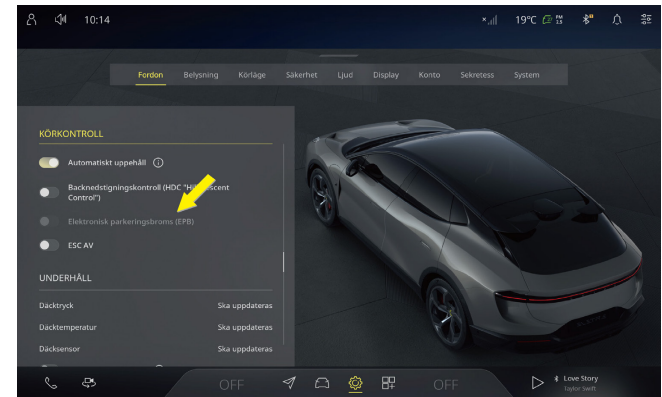 10:14
19°C
Fordon Belysning Körläge Säkerhet Ljud Display Konto Sekretess System
KÖRKONTROLL
Automatiskt uppehåll
Backnedstigningskontroll (HDC "Hill Descent
Control")
Elektronisk parkeringsbroms (EPB)
ESC AV
UNDERHÅLL
Däcktryck Ska uppdateras
Däcktemperatur Ska uppdateras
Däcksensor Ska uppdateras
OFF OFF
Love Story
Taylor Swift